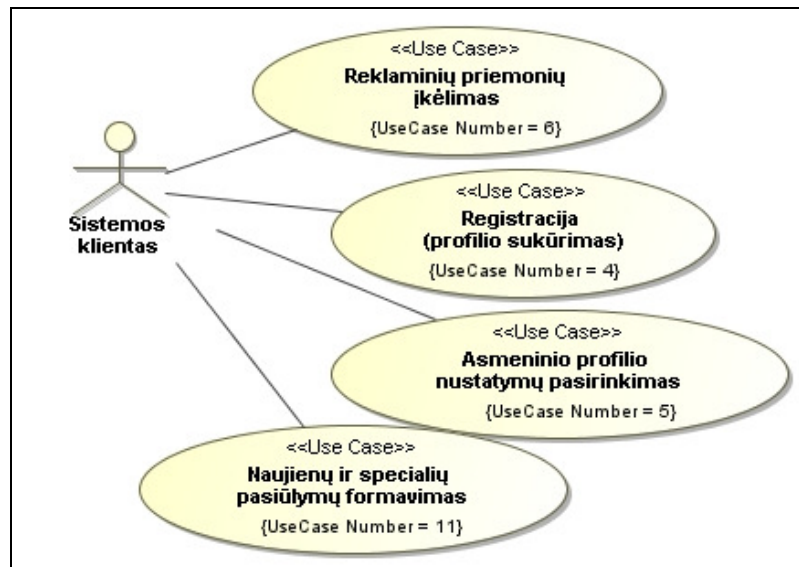 <<Use Case>>
Reklaminių priemonių
įkėlimas
{UseCase Number = 6}
Sistemos
klientas
<<Use Case>>
Registracija
(profilio sukūrimas)
{UseCase Number = 4}
<<Use Case>>
Asmeninio profilio
nustatymų pasirinkimas
{UseCase Number = 5}
<<Use Case>>
Naujienų ir specialių
pasiūlymų formavimas
{UseCase Number = 11}